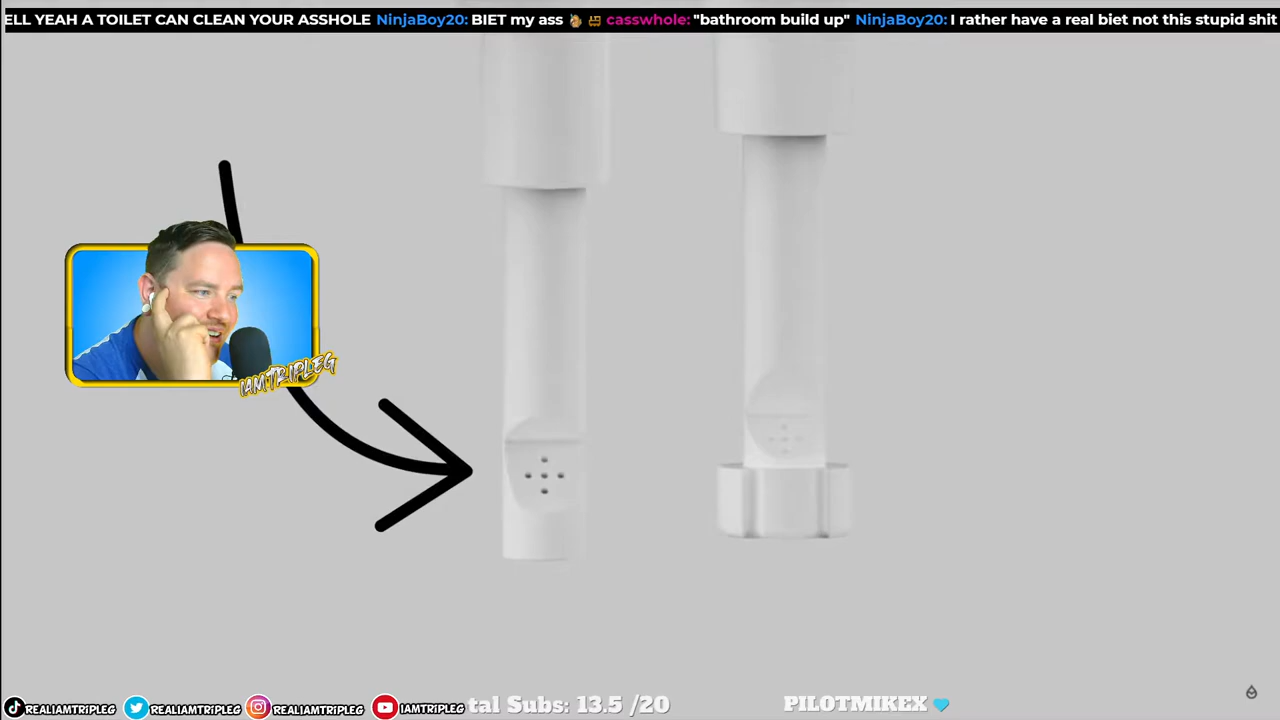 ELL YEAH A TOILET CAN CLEAN YOUR ASSHOLE NinjaBoy20: BIET my ass casswhole: "bathroom build up" NinjaBoy20: I rather have a real biet not this stupid shit
IAMTRIPLEG
REALIAMTRiPLEG REALIAMTRiPLEG REALIAMTRiPLEG IAMTRIPLEG tal Subs: 13.5 /20 PILOTMIKEX